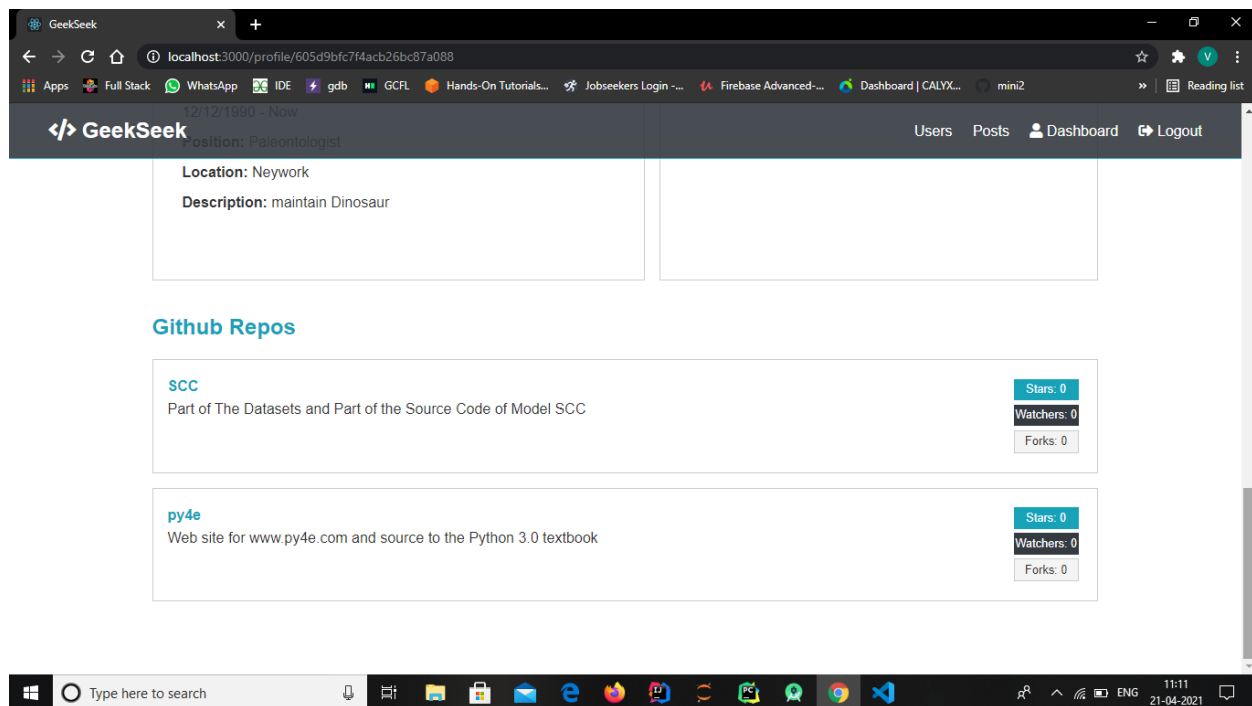 GeekSeek
localhost:3000/profile/605d9bfc7f4acb26bc87a088
Apps Full Stack WhatsApp IDE gdb GCFL Hands-On Tutorials... Jobseekers Login -... Firebase Advanced-... Dashboard | CALYX... mini2 » Reading list
12/12/1990 - Now
</> GeekSeek Users Posts Dashboard Logout
Position: Paleontologist
Location: Neywork
Description: maintain Dinosaur
Github Repos
SCC
Part of The Datasets and Part of the Source Code of Model SCC
Stars: 0
Watchers: 0
Forks: 0
py4e
Web site for www.py4e.com and source to the Python 3.0 textbook
Stars: 0
Watchers: 0
Forks: 0
Type here to search
ENG
11:11
21-04-2021